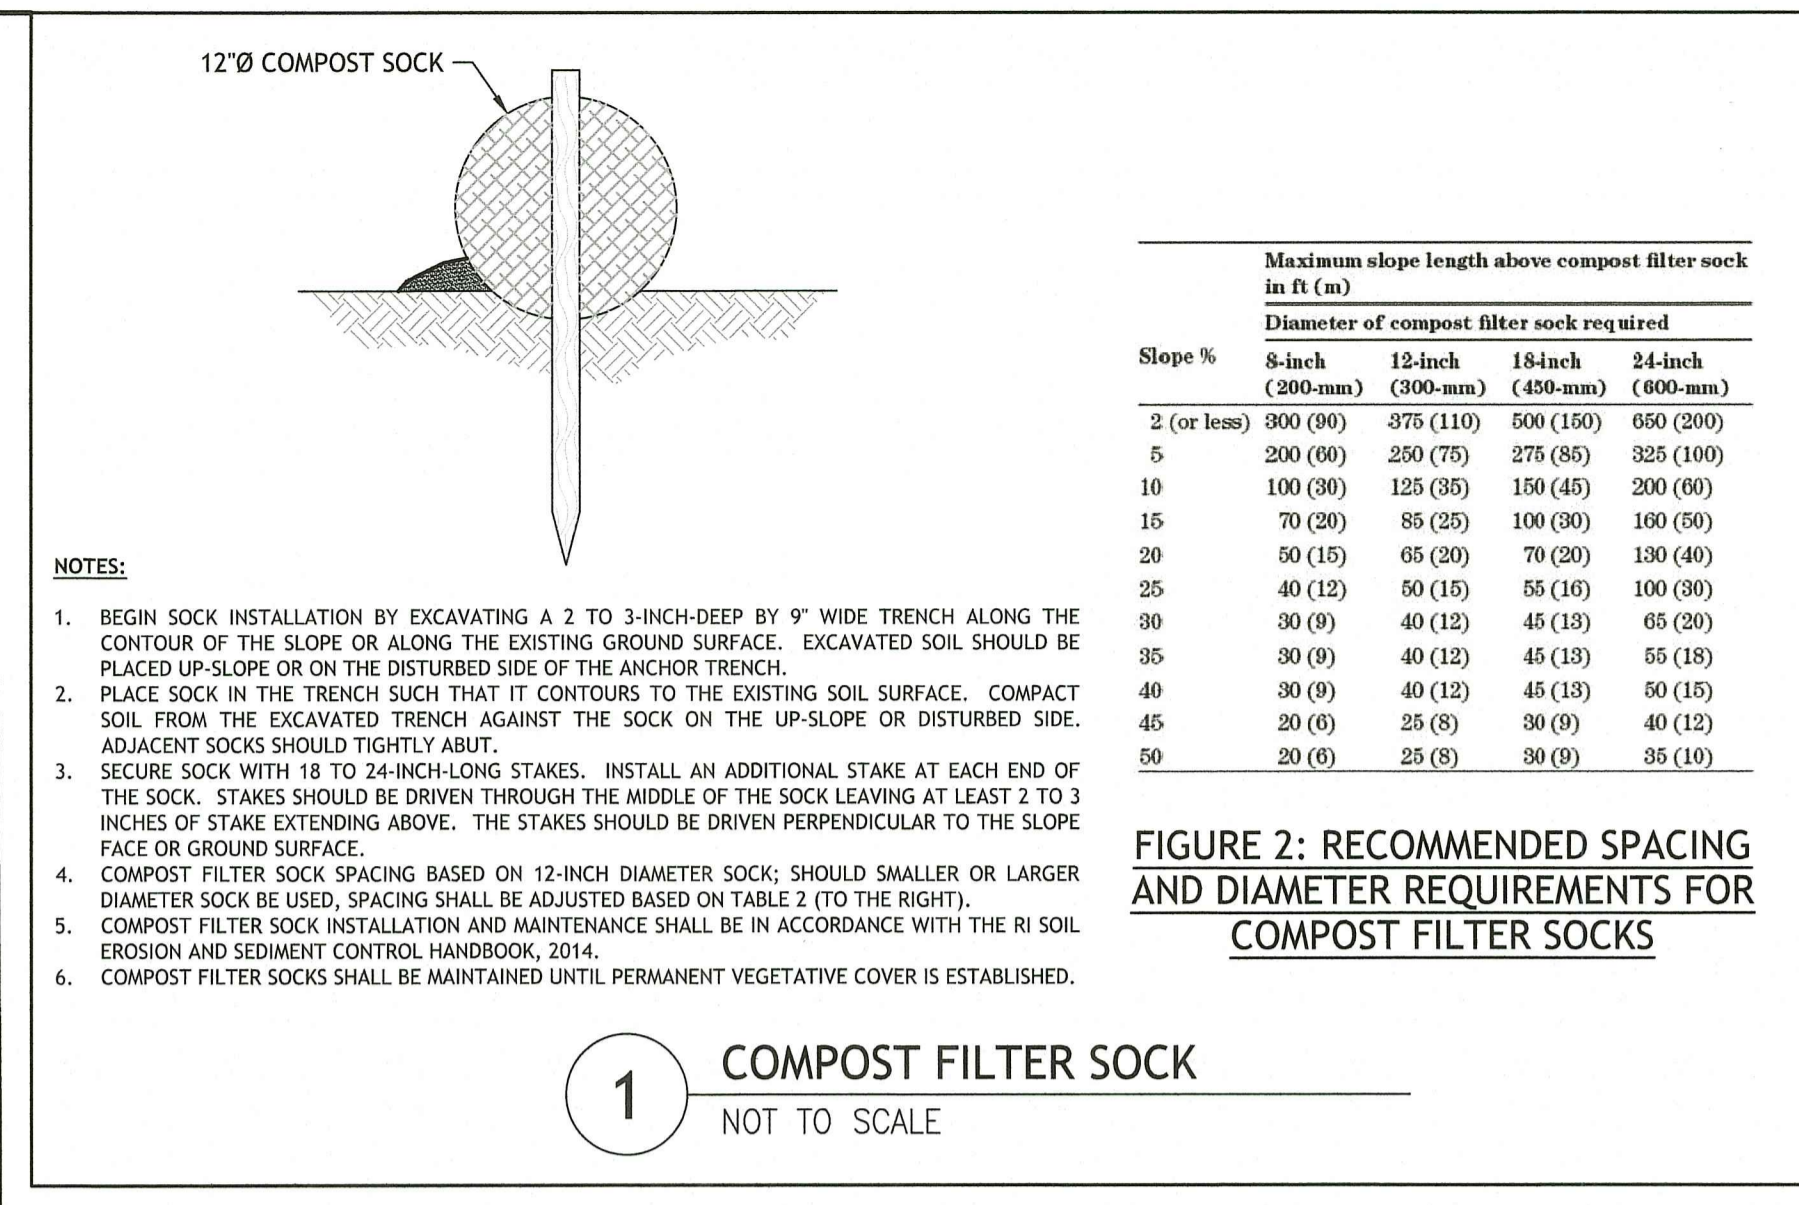 12"Ø COMPOST SOCK
NOTES:
1. BEGIN SOCK INSTALLATION BY EXCAVATING A 2 TO 3-INCH-DEEP BY 9" WIDE TRENCH ALONG THE
CONTOUR OF THE SLOPE OR ALONG THE EXISTING GROUND SURFACE. EXCAVATED SOIL SHOULD BE
PLACED UP-SLOPE OR ON THE DISTURBED SIDE OF THE ANCHOR TRENCH.
2. PLACE SOCK IN THE TRENCH SUCH THAT IT CONTOURS TO THE EXISTING SOIL SURFACE. COMPACT
SOIL FROM THE EXCAVATED TRENCH AGAINST THE SOCK ON THE UP-SLOPE OR DISTURBED SIDE.
ADJACENT SOCKS SHOULD TIGHTLY ABUT.
3. SECURE SOCK WITH 18 TO 24-INCH-LONG STAKES. INSTALL AN ADDITIONAL STAKE AT EACH END OF
THE SOCK. STAKES SHOULD BE DRIVEN THROUGH THE MIDDLE OF THE SOCK LEAVING AT LEAST 2 TO 3
INCHES OF STAKE EXTENDING ABOVE. THE STAKES SHOULD BE DRIVEN PERPENDICULAR TO THE SLOPE
FACE OR GROUND SURFACE.
4. COMPOST FILTER SOCK SPACING BASED ON 12-INCH DIAMETER SOCK; SHOULD SMALLER OR LARGER
DIAMETER SOCK BE USED, SPACING SHALL BE ADJUSTED BASED ON TABLE 2 (TO THE RIGHT).
5. COMPOST FILTER SOCK INSTALLATION AND MAINTENANCE SHALL BE IN ACCORDANCE WITH THE RI SOIL
EROSION AND SEDIMENT CONTROL HANDBOOK, 2014.
6. COMPOST FILTER SOCKS SHALL BE MAINTAINED UNTIL PERMANENT VEGETATIVE COVER IS ESTABLISHED.
Maximum slope length above compost filter sock
in ft (m)
Diameter of compost filter sock required
Slope % 8-inch 12-inch 18-inch 24-inch
(200-mm) (300-mm) (450-mm) (600-mm)
2 (or less) 300 (90) 375 (110) 500 (150) 650 (200)
5 200 (60) 250 (75) 275 (85) 325 (100)
10 100 (30) 125 (35) 150 (45) 200 (60)
15 70 (20) 85 (25) 100 (30) 160 (50)
20 50 (15) 65 (20) 70 (20) 130 (40)
25 40 (12) 50 (15) 55 (16) 100 (30)
30 30 (9) 40 (12) 45 (13) 65 (20)
35 30 (9) 40 (12) 45 (13) 55 (18)
40 30 (9) 40 (12) 45 (13) 50 (15)
45 20 (6) 25 (8) 30 (9) 40 (12)
50 20 (6) 25 (8) 30 (9) 35 (10)
FIGURE 2: RECOMMENDED SPACING
AND DIAMETER REQUIREMENTS FOR
COMPOST FILTER SOCKS
1 COMPOST FILTER SOCK
NOT TO SCALE